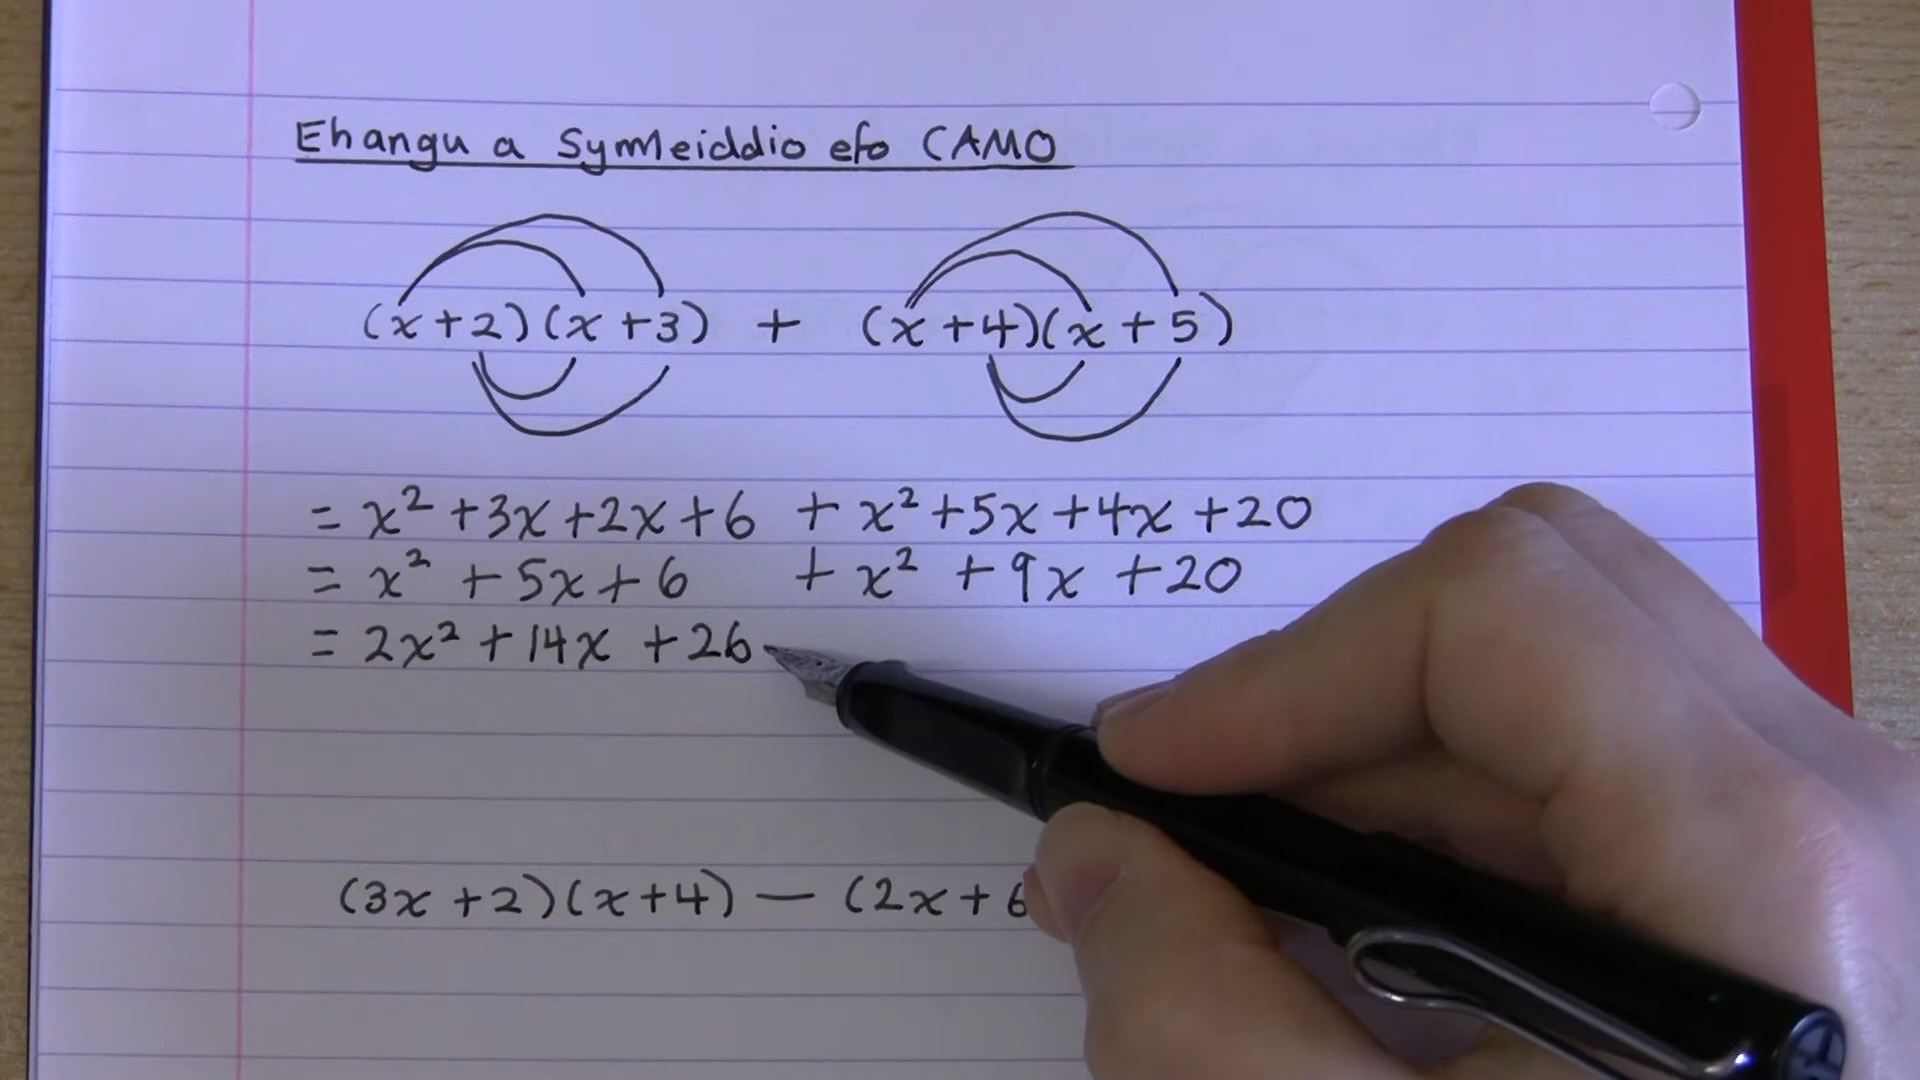 Ehangu a Symleiddio efo CAMO
(x+2)(x+3) + (x+4)(x+5)
= x² +3x+2x+6 + x²+5x+4x+20
= x² +5x+6 + x² +9x +20
= 2x² +14x +26
(3x+2)(x+4) — (2x+6